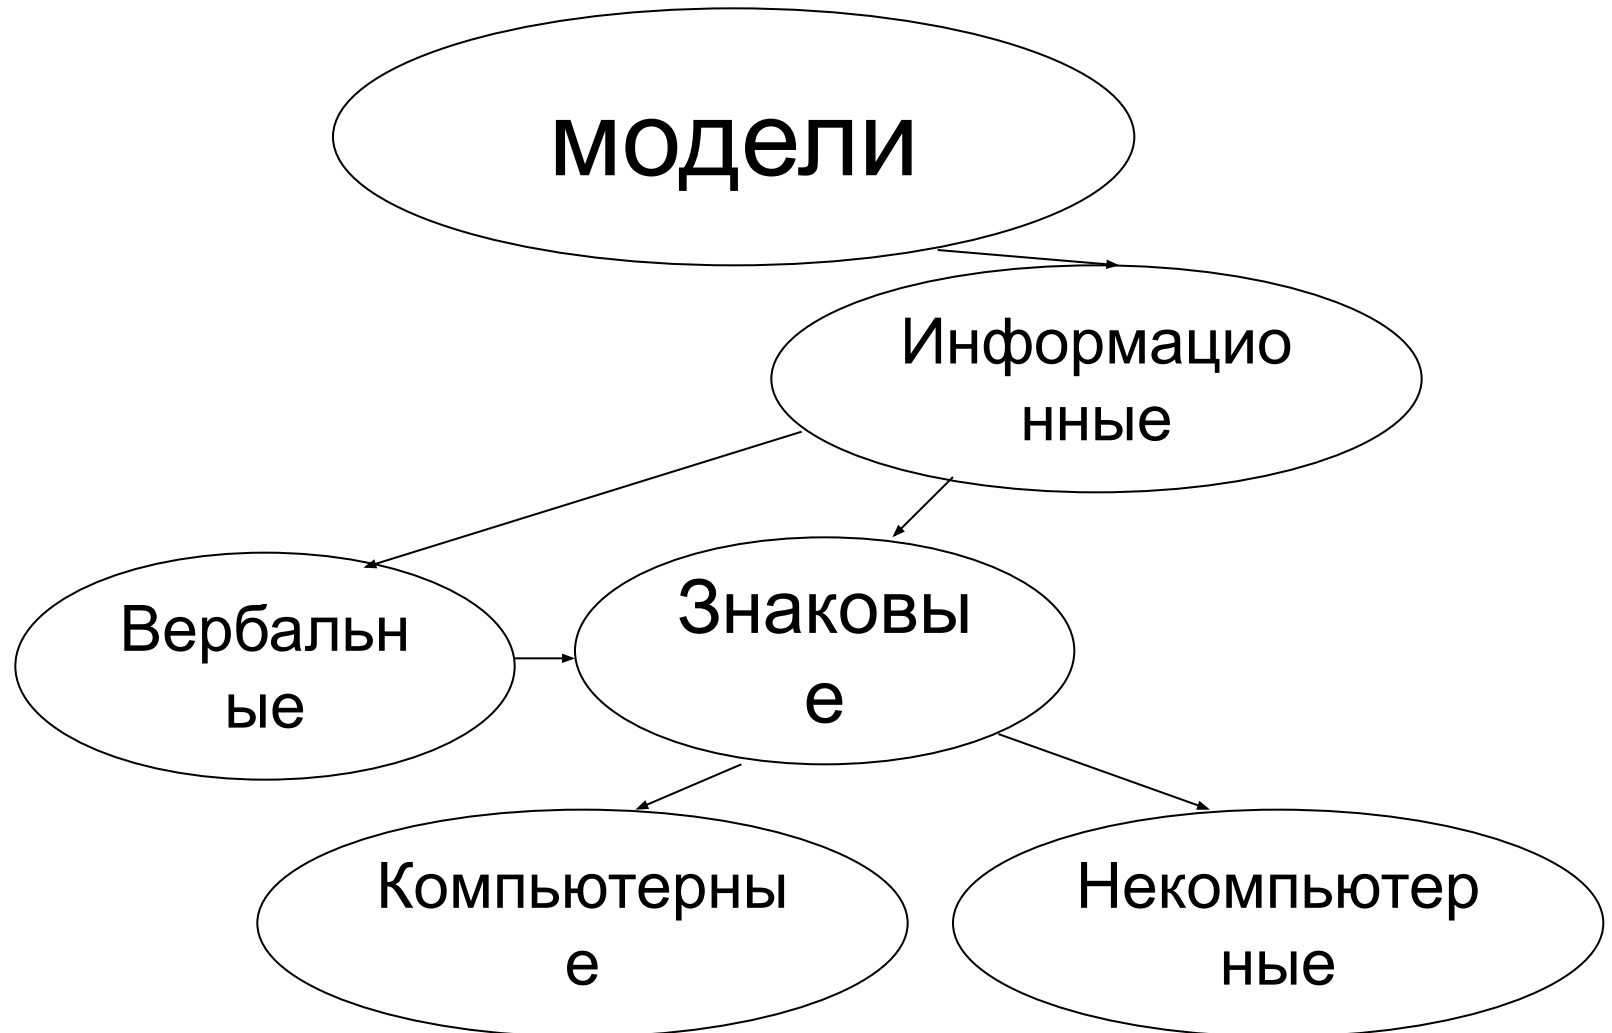 модели
Информацио
нные
Вербальн
ые
Знаковы
е
Компьютерны
е
Некомпьютер
ные